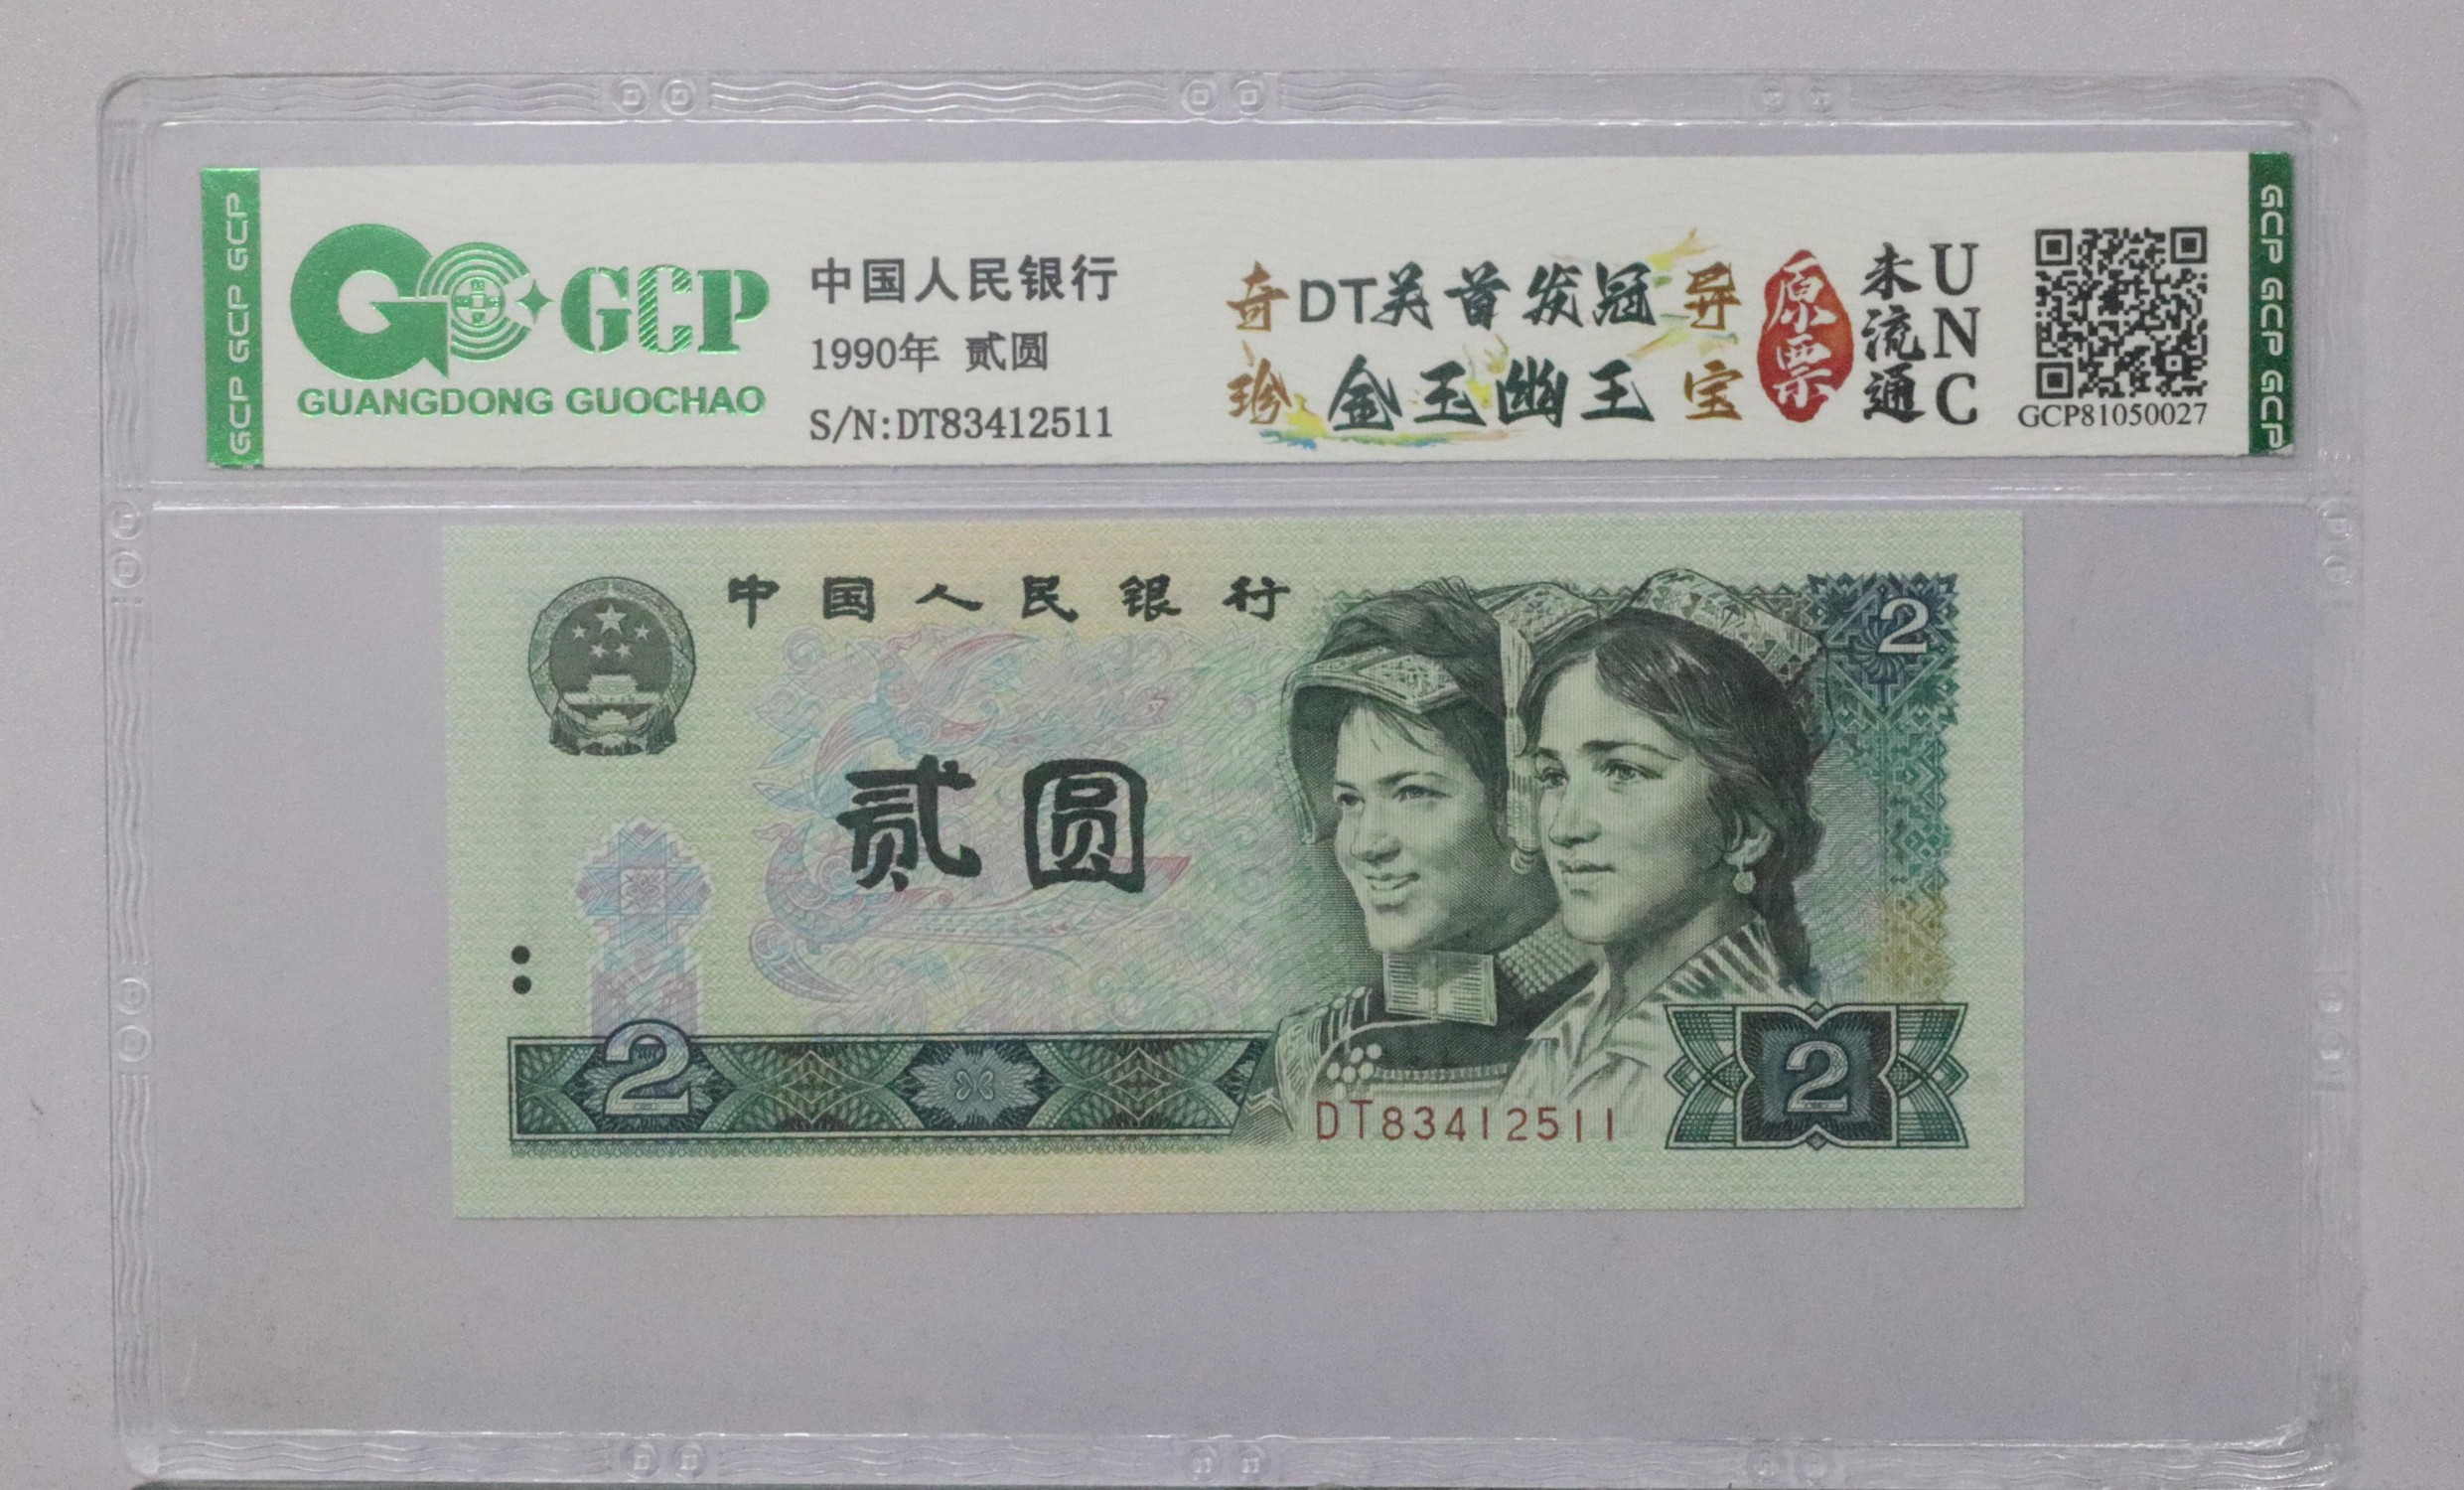 GCP GCP GCP
GCP
GUANGDONG GUOCHAO
中国人民银行
1990年 贰圆
S/N:DT83412511
奇DT关首发冠异
珍金玉幽王宝
原票
未流通
UNC
GCP81050027
GCP GCP GCP
中国人民银行
2
贰圆
2
2
DT83412511